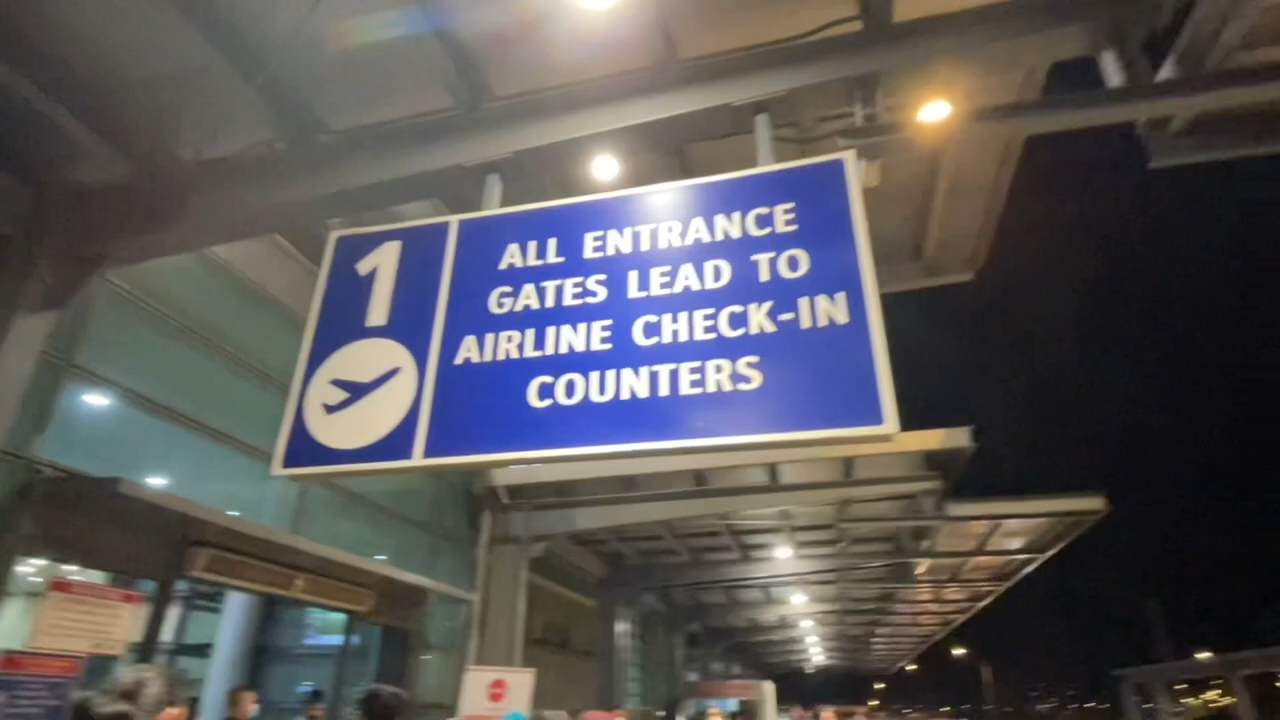 1
ALL ENTRANCE
GATES LEAD TO
AIRLINE CHECK-IN
COUNTERS